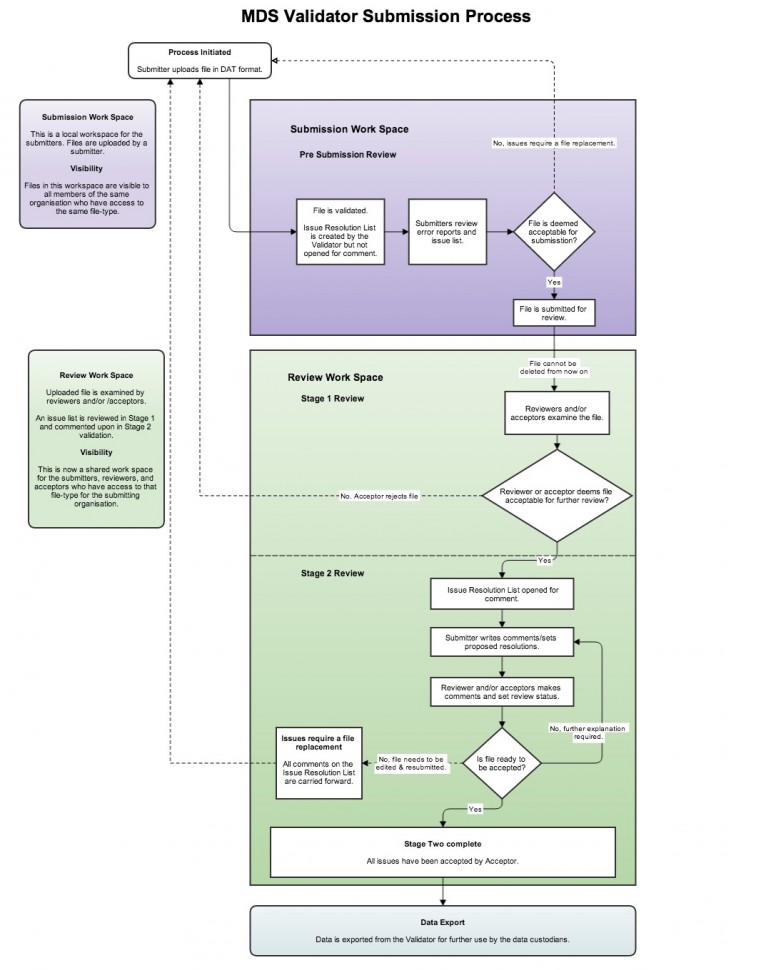 MDS Validator Submission Process
Process Initiated
Submitter uploads file in DAT format.
Submission Work Space
This is a local workspace for the
submitters. Files are uploaded by a
submitter.
Visibility
Files in this workspace are visible to
all members of the same
organisation who have access to
the same file-type.
Submission Work Space
Pre Submission Review
No, issues require a file replacement.
File is validated.
Issue Resolution List
is created by the
Validator but not
opened for comment.
Submitters review
error reports and
issue list.
File is deemed
acceptable for
submisstion?
Yes
File is submitted for
review.
File cannot be
deleted from now on
Review Work Space
Uploaded file is examined by
reviewers and/or /acceptors.
An issue list is reviewed in Stage 1
and commented upon in Stage 2
validation.
Visibility
This is now a shared work space
for the submitters, reviewers, and
acceptors who have access to that
file-type for the submitting
organisation.
Review Work Space
Stage 1 Review
Reviewers and/or
acceptors examine the file.
Reviewer or acceptor deems file
acceptable for further review?
No. Acceptor rejects file
Yes
Stage 2 Review
Issue Resolution List opened for
comment.
Submitter writes comments/sets
proposed resolutions.
Reviewer and/or acceptors makes
comments and set review status.
No, further explanation
required.
Is file ready to
be accepted?
No, file needs to be
edited & resubmitted.
Issues require a file
replacement
All comments on the
Issue Resolution List
are carried forward.
Yes
Stage Two complete
All issues have been accepted by Acceptor.
Data Export
Data is exported from the Validator for further use by the data custodians.